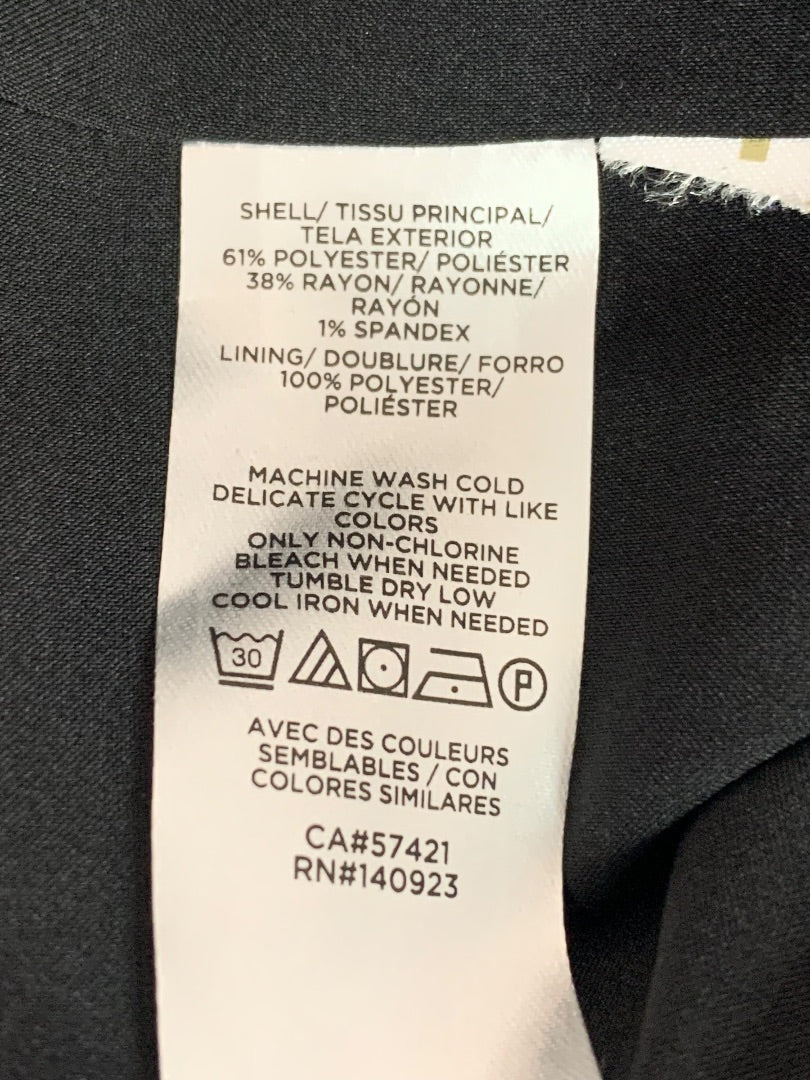 SHELL/ TISSU PRINCIPAL/
TELA EXTERIOR
61% POLYESTER/ POLIÉSTER
38% RAYON/ RAYONNE/
RAYÓN
1% SPANDEX
LINING/ DOUBLURE/ FORRO
100% POLYESTER/
POLIÉSTER
MACHINE WASH COLD
DELICATE CYCLE WITH LIKE
COLORS
ONLY NON-CHLORINE
BLEACH WHEN NEEDED
TUMBLE DRY LOW
COOL IRON WHEN NEEDED
30 P
AVEC DES COULEURS
SEMBLABLES / CON
COLORES SIMILARES
CA#57421
RN#140923